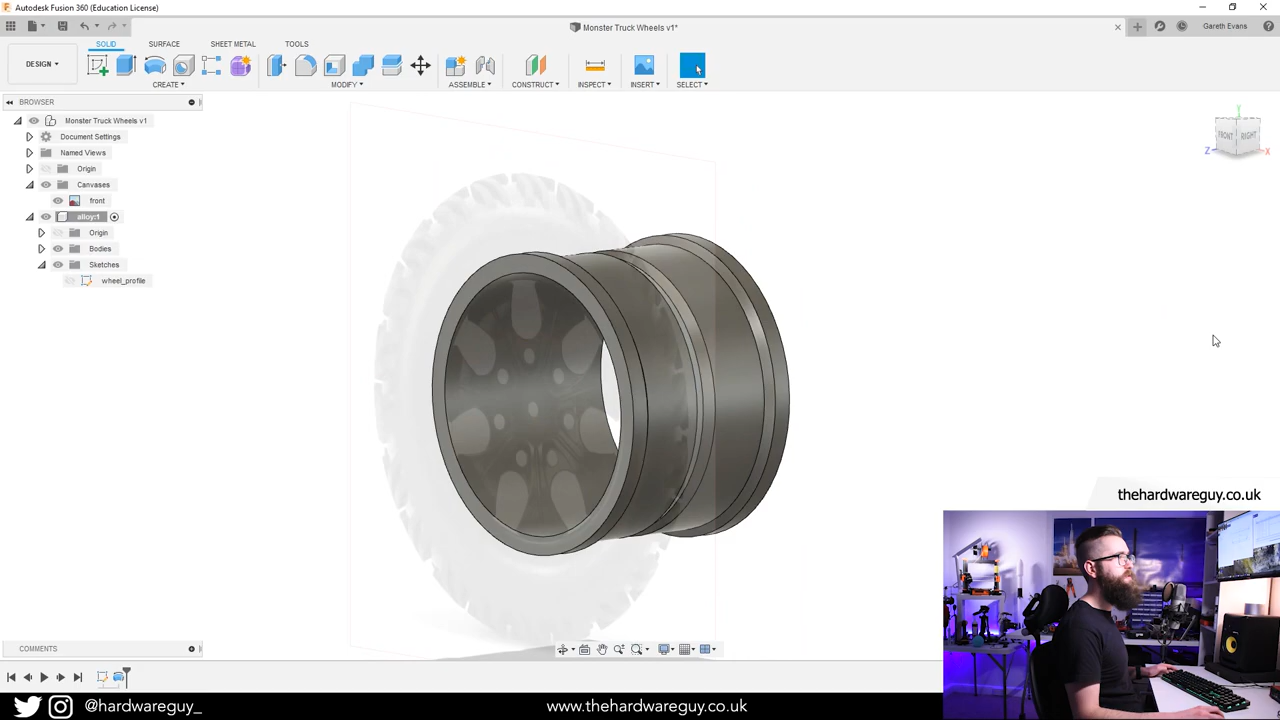 Autodesk Fusion 360 (Education License)
Monster Truck Wheels v1*
Gareth Evans
SOLID SURFACE SHEET METAL TOOLS
DESIGN
CREATE MODIFY ASSEMBLE CONSTRUCT INSPECT INSERT SELECT
BROWSER
Monster Truck Wheels v1
Document Settings
Named Views
Origin
Canvases
front
alloy:1
Origin
Bodies
Sketches
wheel_profile
Y
FRONT RIGHT
Z X
thehardwareguy.co.uk
COMMENTS
@hardwareguy_
www.thehardwareguy.co.uk